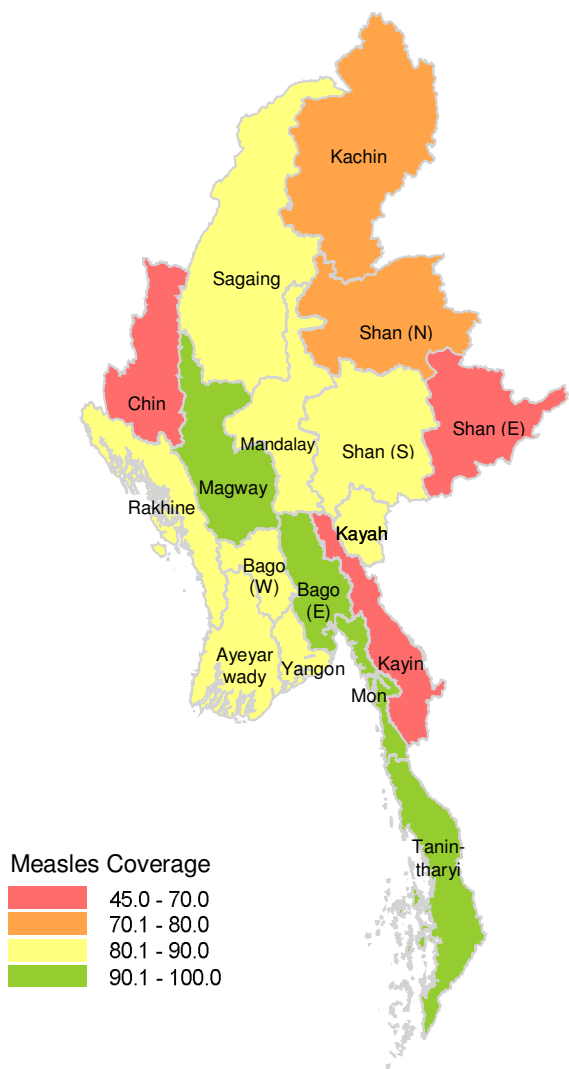 Kachin
Sagaing
Shan (N)
Chin
Mandalay
Shan (S)
Shan (E)
Magway
Rakhine
Kayah
Bago
(W)
Bago
(E)
Ayeyar
wady
Yangon
Kayin
Mon
Tanin-
tharyi
Measles Coverage
45.0 - 70.0
70.1 - 80.0
80.1 - 90.0
90.1 - 100.0